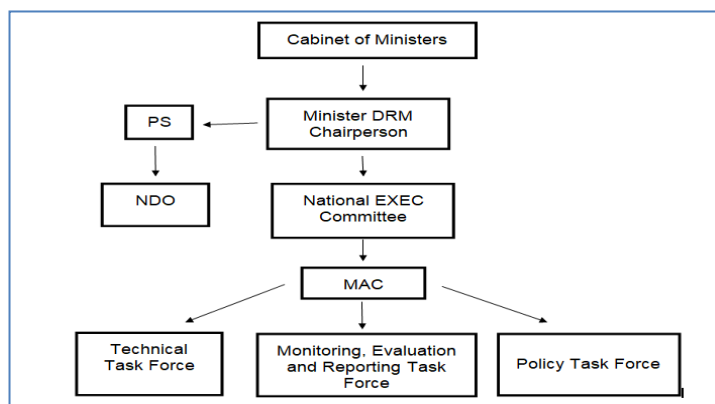 Cabinet of Ministers
PS
Minister DRM
Chairperson
NDO
National EXEC
Committee
MAC
Technical
Task Force
Monitoring, Evaluation
and Reporting Task
Force
Policy Task Force